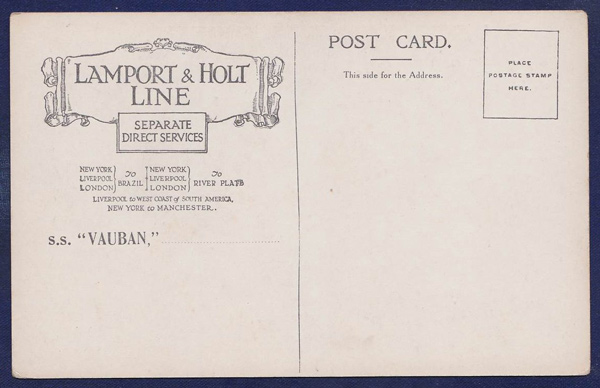 LAMPORT & HOLT
LINE
SEPARATE
DIRECT SERVICES
NEW YORK
LIVERPOOL
LONDON
TO
BRAZIL
NEW YORK
LIVERPOOL
LONDON
TO
RIVER PLATE
LIVERPOOL to WEST COAST of SOUTH AMERICA,
NEW YORK to MANCHESTER.
s.s. "VAUBAN,"
POST CARD.
This side for the Address.
PLACE
POSTAGE STAMP
HERE.